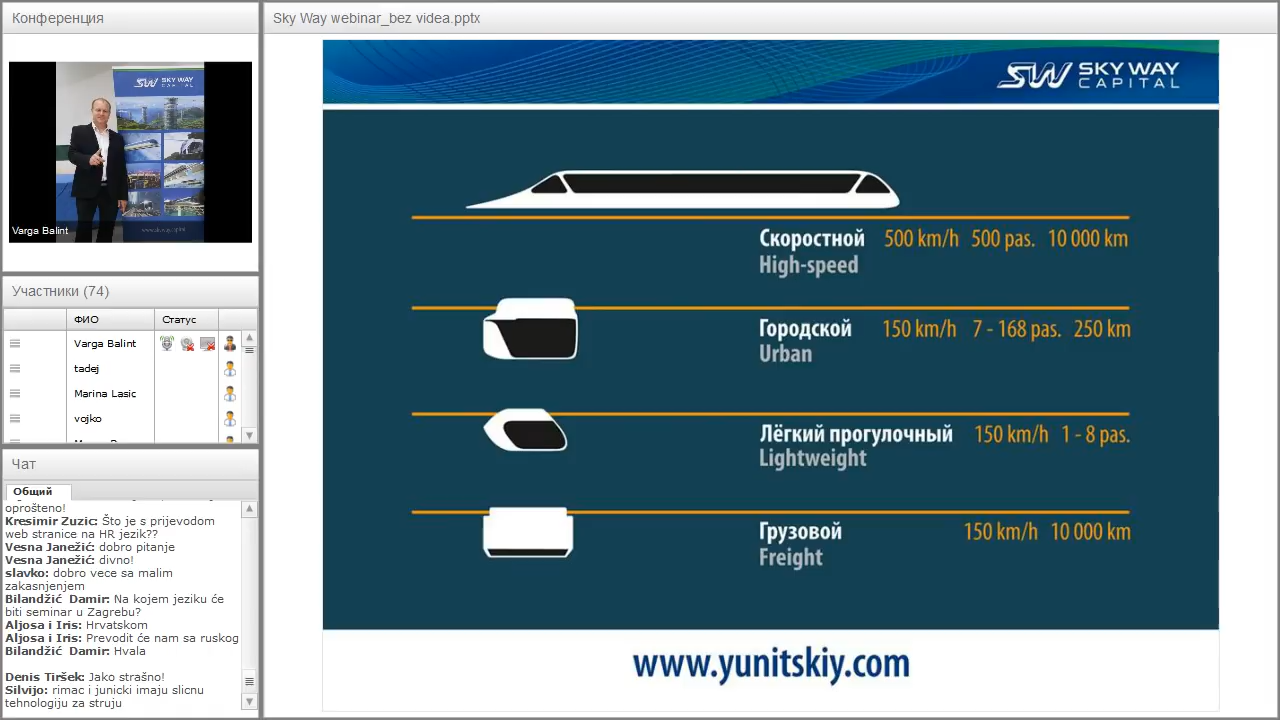 Конференция
SKY WAY
CAPITAL
Varga Balint
Участники (74)
ФИО
Статус
Varga Balint
tadej
Marina Lasic
vojko
Чат
Общий
oprošteno!
Kresimir Zuzic: Što je s prijevodom
web stranice na HR jezik??
Vesna Janežić: dobro pitanje
Vesna Janežić: divno!
slavko: dobro vece sa malim
zakasnjenjem
Bilandžić Damir: Na kojem jeziku će
biti seminar u Zagrebu?
Aljosa i Iris: Hrvatskom
Aljosa i Iris: Prevodit će nam sa ruskog
Bilandžić Damir: Hvala
Denis Tiršek: Jako strašno!
Silvijo: rimac i junicki imaju slicnu
tehnologiju za struju
Sky Way webinar_bez videa.pptx
SW SKY WAY
CAPITAL
Скоростной 500 km/h 500 pas. 10 000 km
High-speed
Городской 150 km/h 7 - 168 pas. 250 km
Urban
Лёгкий прогулочный 150 km/h 1 - 8 pas.
Lightweight
Грузовой 150 km/h 10 000 km
Freight
www.yunitskiy.com